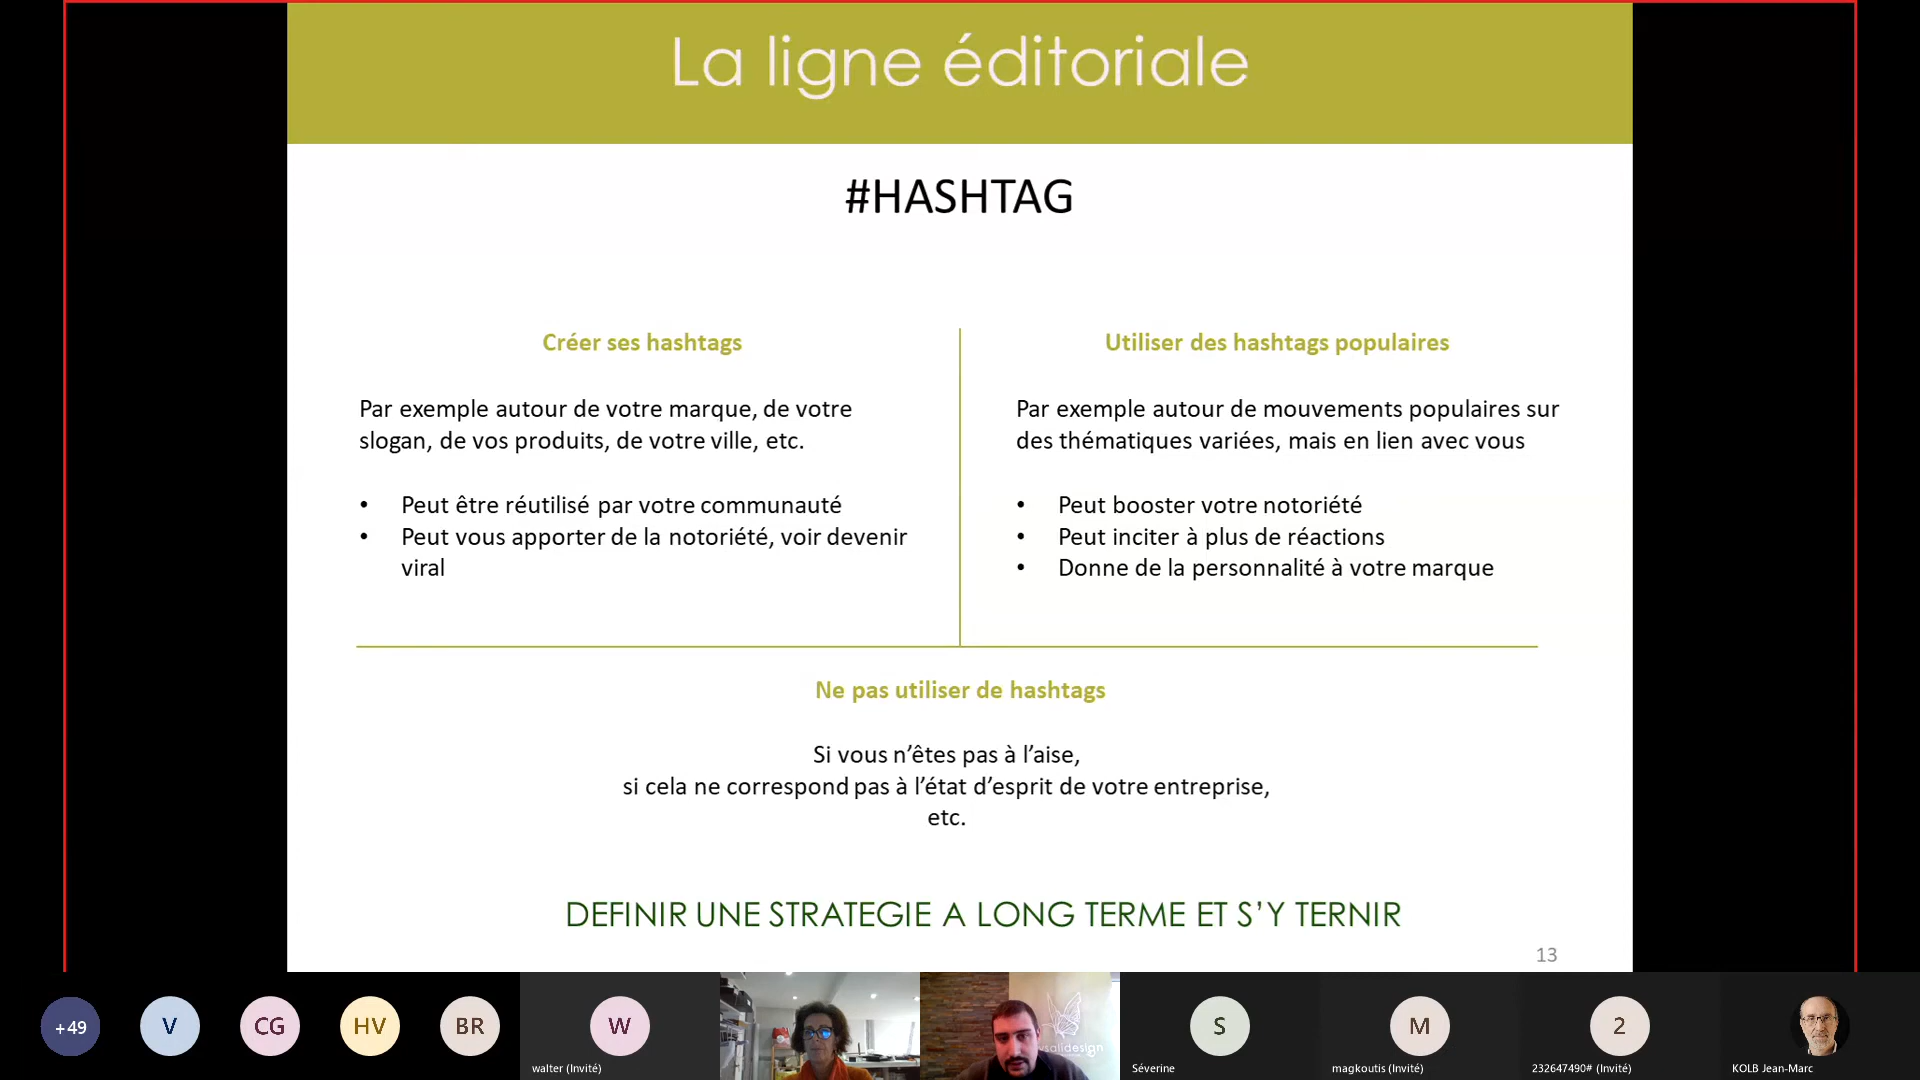 La ligne éditoriale
#HASHTAG
Créer ses hashtags
Par exemple autour de votre marque, de votre
slogan, de vos produits, de votre ville, etc.
• Peut être réutilisé par votre communauté
• Peut vous apporter de la notoriété, voir devenir
viral
Utiliser des hashtags populaires
Par exemple autour de mouvements populaires sur
des thématiques variées, mais en lien avec vous
• Peut booster votre notoriété
• Peut inciter à plus de réactions
• Donne de la personnalité à votre marque
Ne pas utiliser de hashtags
Si vous n’êtes pas à l’aise,
si cela ne correspond pas à l’état d’esprit de votre entreprise,
etc.
DEFINIR UNE STRATEGIE A LONG TERME ET S’Y TERNIR
13
+49
V
CG
HV
BR
W
walter (Invité)
salidesign
S
Séverine
M
magkoutis (Invité)
2
232647490# (Invité)
KOLB Jean-Marc